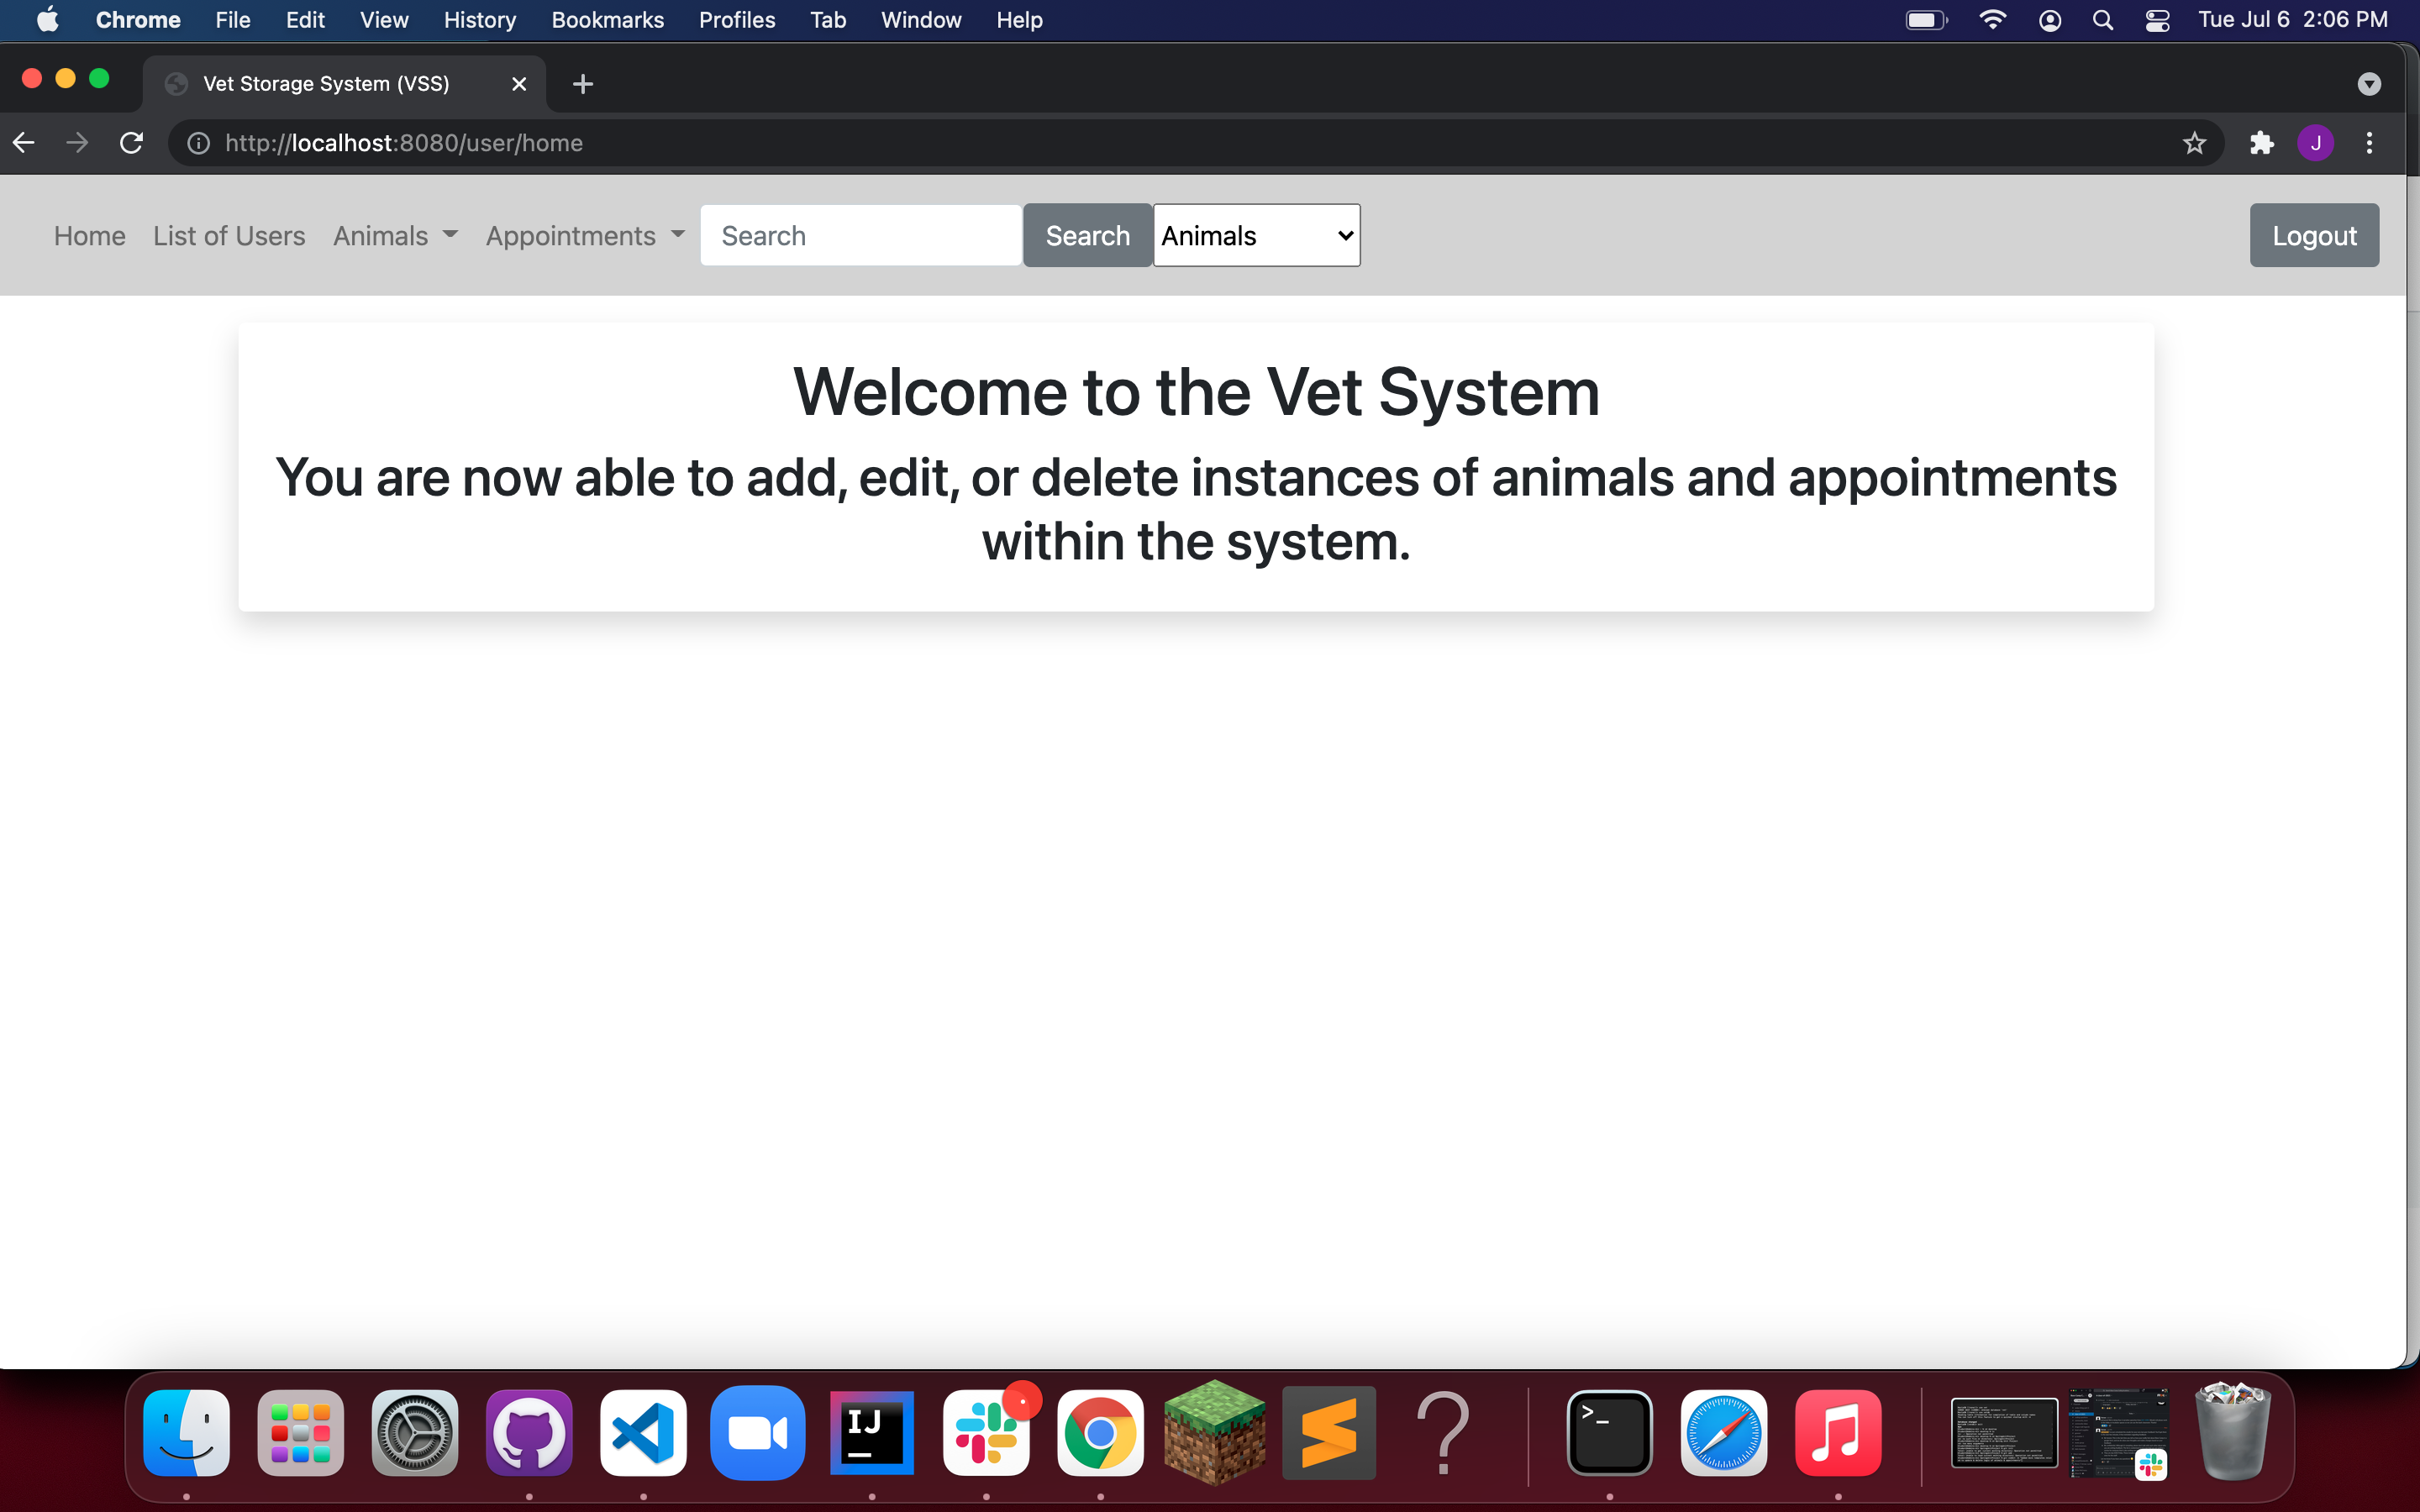 Chrome File Edit View History Bookmarks Profiles Tab Window Help Tue Jul 6 2:06 PM
Vet Storage System (VSS)
http://localhost:8080/user/home J
Home List of Users Animals Appointments Search Search Animals Logout
Welcome to the Vet System
You are now able to add, edit, or delete instances of animals and appointments
within the system.
IJ
>_